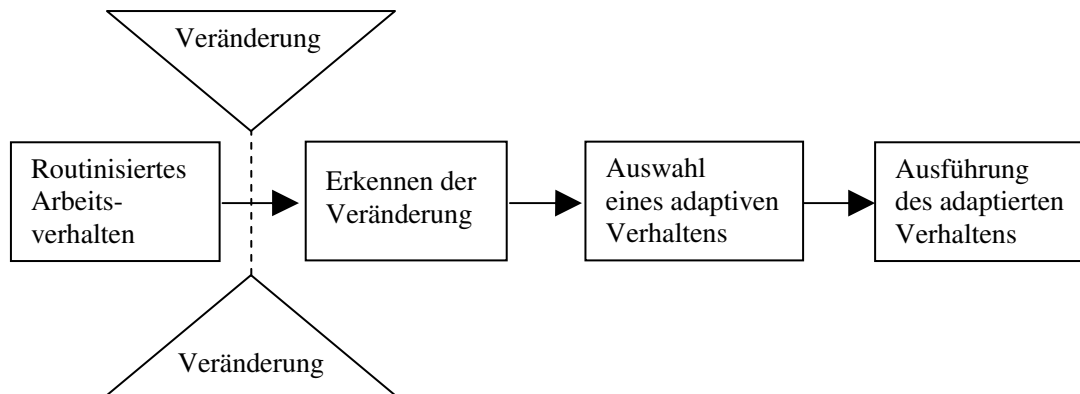 Veränderung
Routinisiertes
Arbeits-
verhalten
Erkennen der
Veränderung
Auswahl
eines adaptiven
Verhaltens
Ausführung
des adaptierten
Verhaltens
Veränderung